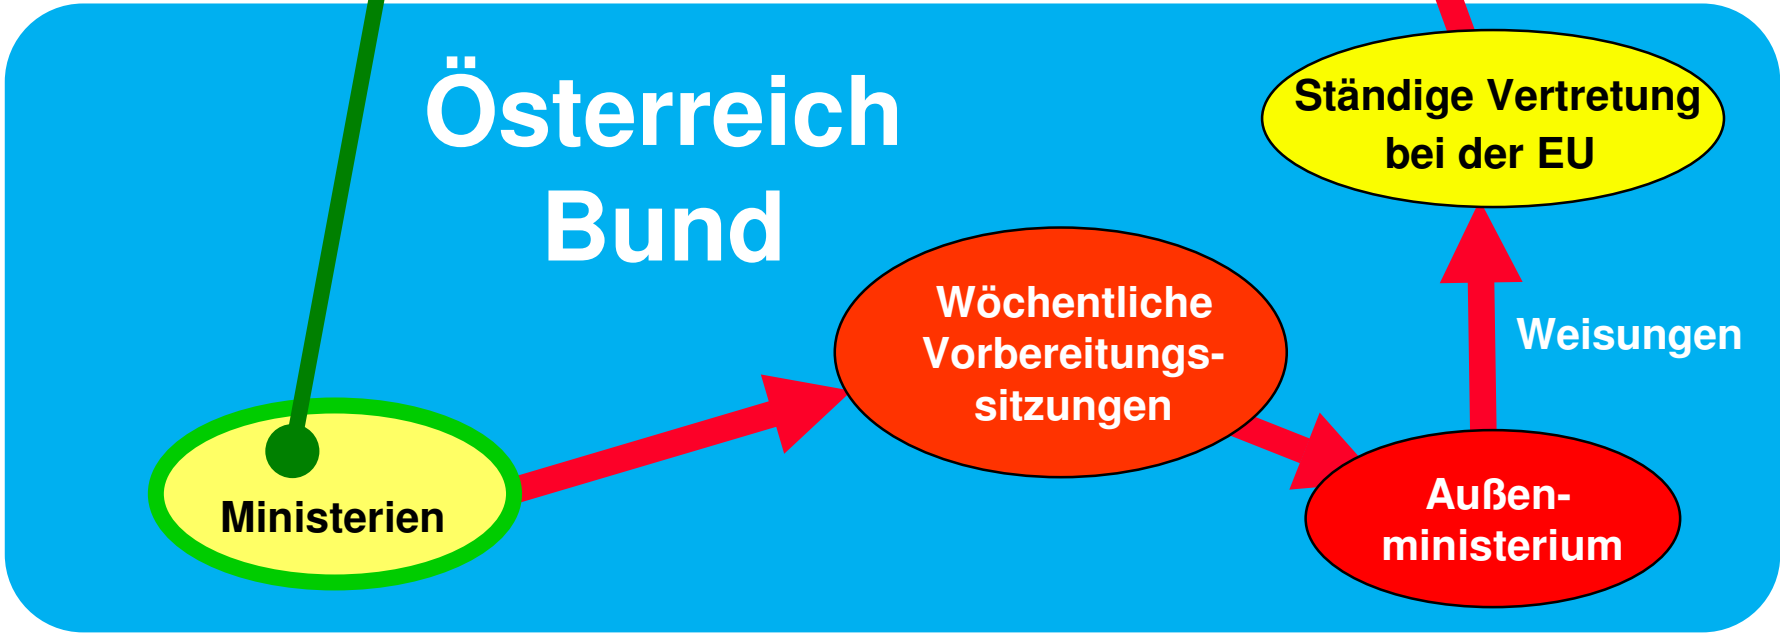 Österreich
Bund
Ständige Vertretung
bei der EU
Wöchentliche
Vorbereitungs-
sitzungen
Weisungen
Ministerien
Außen-
ministerium